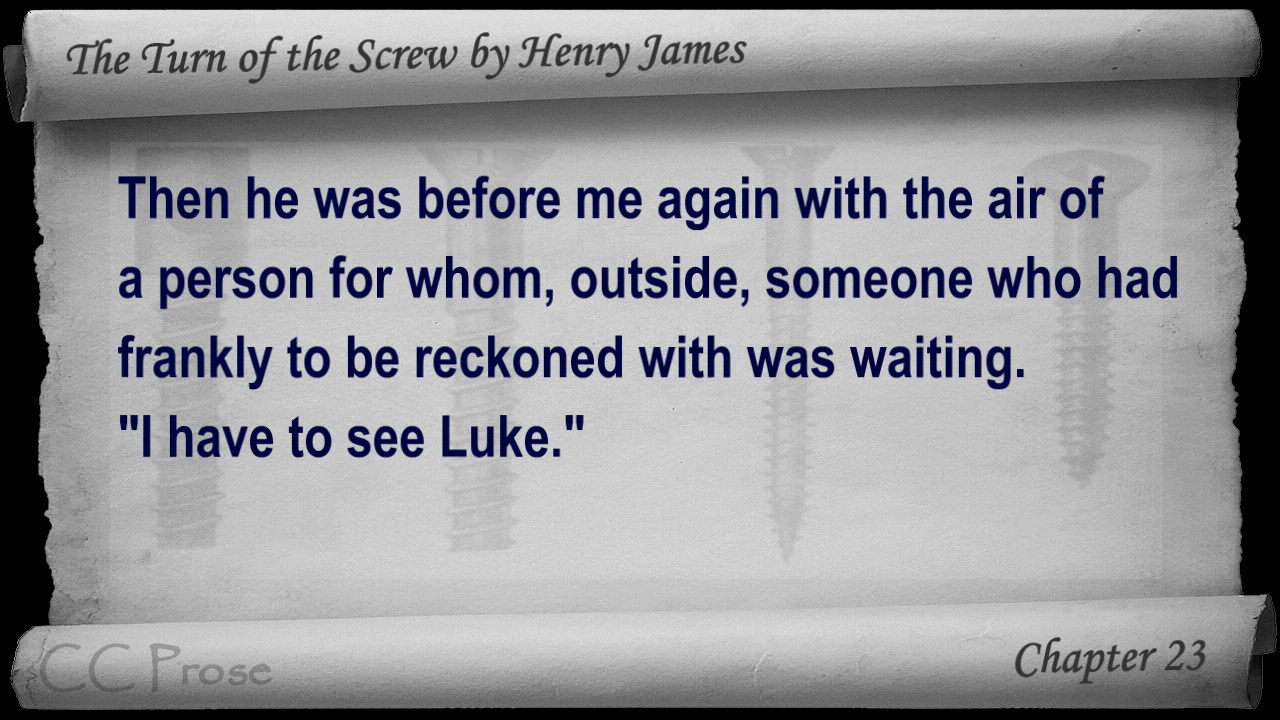 The Turn of the Screw by Henry James
Then he was before me again with the air of
a person for whom, outside, someone who had
frankly to be reckoned with was waiting.
"I have to see Luke."
CC Prose
Chapter 23